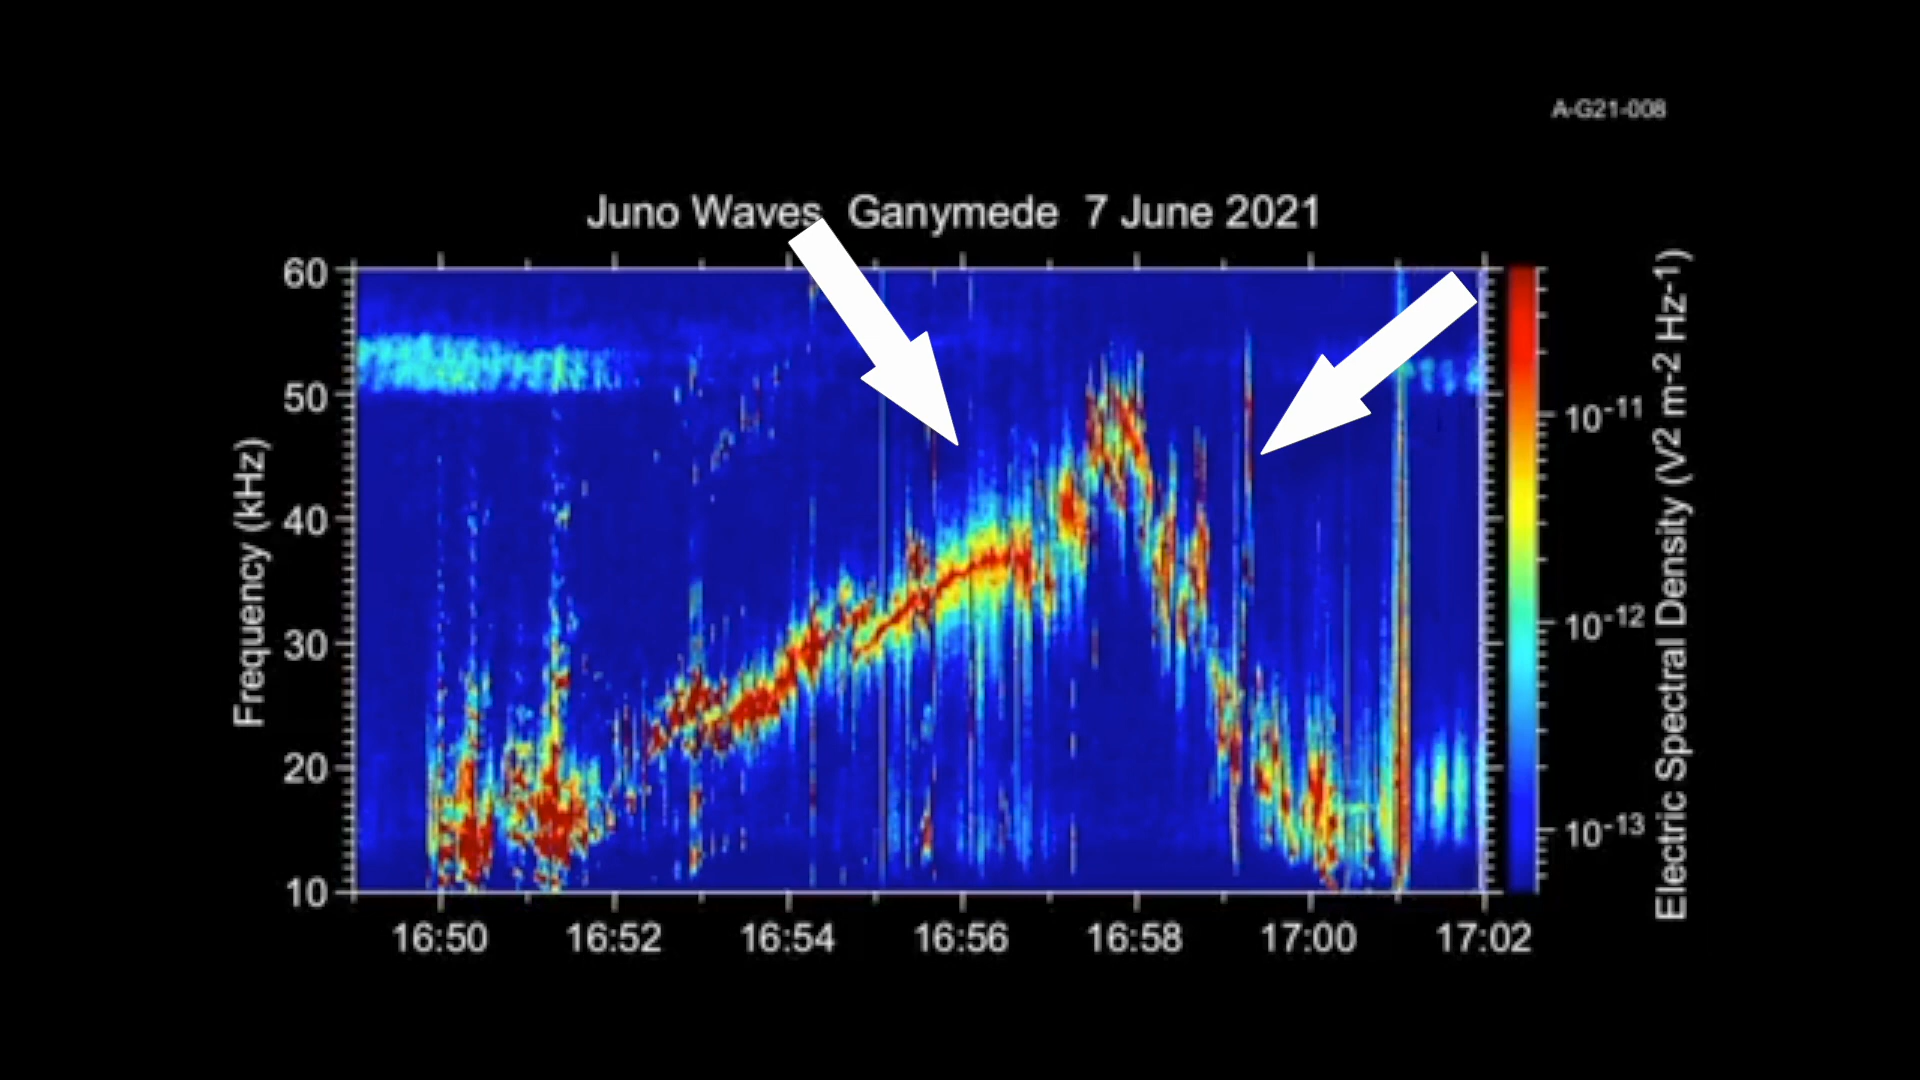 A-G21-008
Juno Waves Ganymede 7 June 2021
60
50
40
30
20
10
Frequency (kHz)
16:50 16:52 16:54 16:56 16:58 17:00 17:02
10-11
10-12
10-13
Electric Spectral Density (V2 m-2 Hz-1)